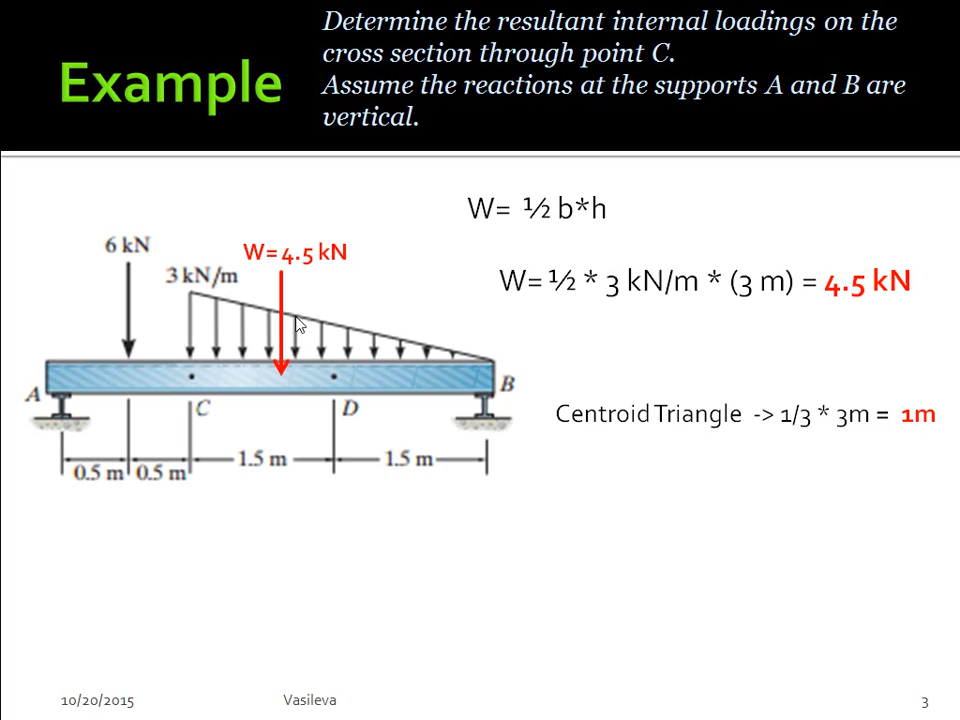 Example
Determine the resultant internal loadings on the
cross section through point C.
Assume the reactions at the supports A and B are
vertical.
W= ½ b*h
6 kN
W= 4.5 kN
3 kN/m
W= ½ * 3 kN/m * (3 m) = 4.5 kN
A
B
C
D
Centroid Triangle -> 1/3 * 3m = 1m
0.5 m 0.5 m 1.5 m 1.5 m
10/20/2015 Vasileva 3